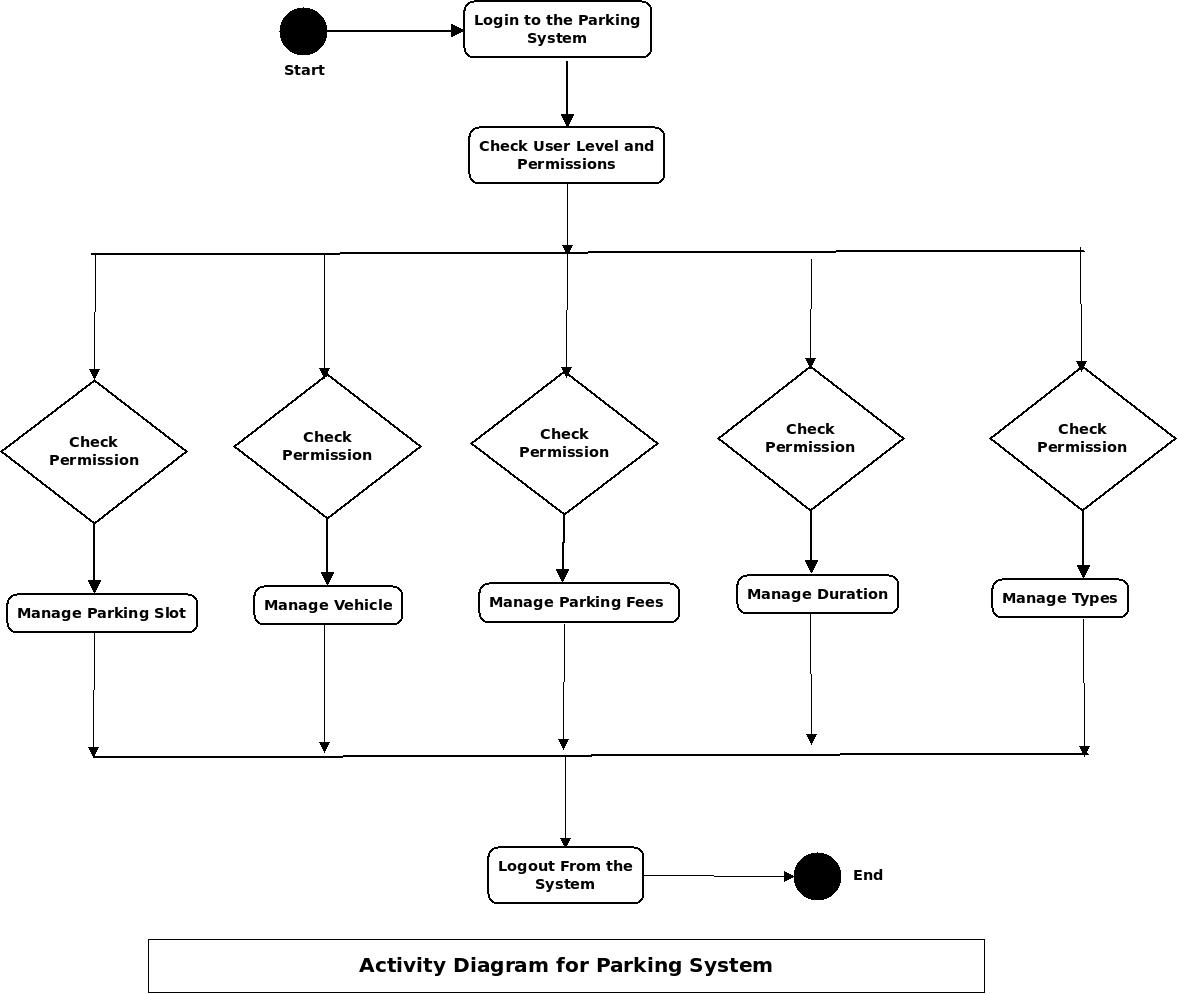 Login to the Parking
System
Start
Check User Level and
Permissions
Check
Permission
Check
Permission
Check
Permission
Check
Permission
Check
Permission
Manage Parking Slot
Manage Vehicle
Manage Parking Fees
Manage Duration
Manage Types
Logout From the
System
End
Activity Diagram for Parking System